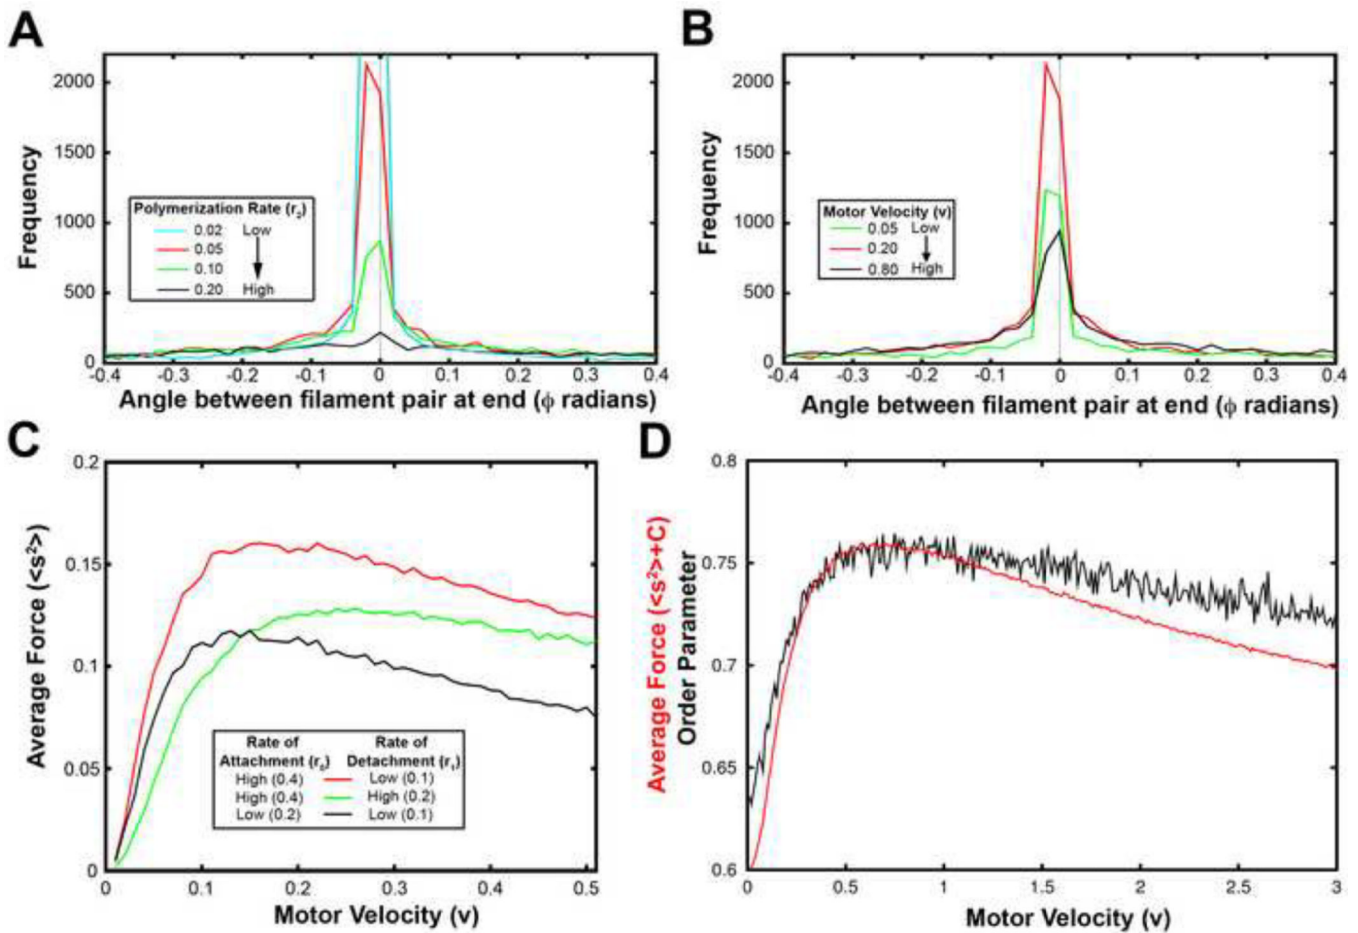 A
2000
1500
1000
500
0
Frequency
Polymerization Rate (r₂)
0.02 Low
0.05
0.10
0.20 High
-0.4 -0.3 -0.2 -0.1 0 0.1 0.2 0.3 0.4
Angle between filament pair at end (ϕ radians)
B
2000
1500
1000
500
0
Frequency
Motor Velocity (v)
0.05 Low
0.20
0.80 High
-0.4 -0.3 -0.2 -0.1 0 0.1 0.2 0.3 0.4
Angle between filament pair at end (ϕ radians)
C
0.2
0.15
0.1
0.05
0
Average Force (<s²>)
Rate of Rate of
Attachment (r₀) Detachment (r₁)
High (0.4) Low (0.1)
High (0.4) High (0.2)
Low (0.2) Low (0.1)
0.1 0.2 0.3 0.4 0.5
Motor Velocity (v)
D
0.8
0.75
0.7
0.65
0.6
Average Force (<s²>+C)
Order Parameter
0 0.5 1 1.5 2 2.5 3
Motor Velocity (v)